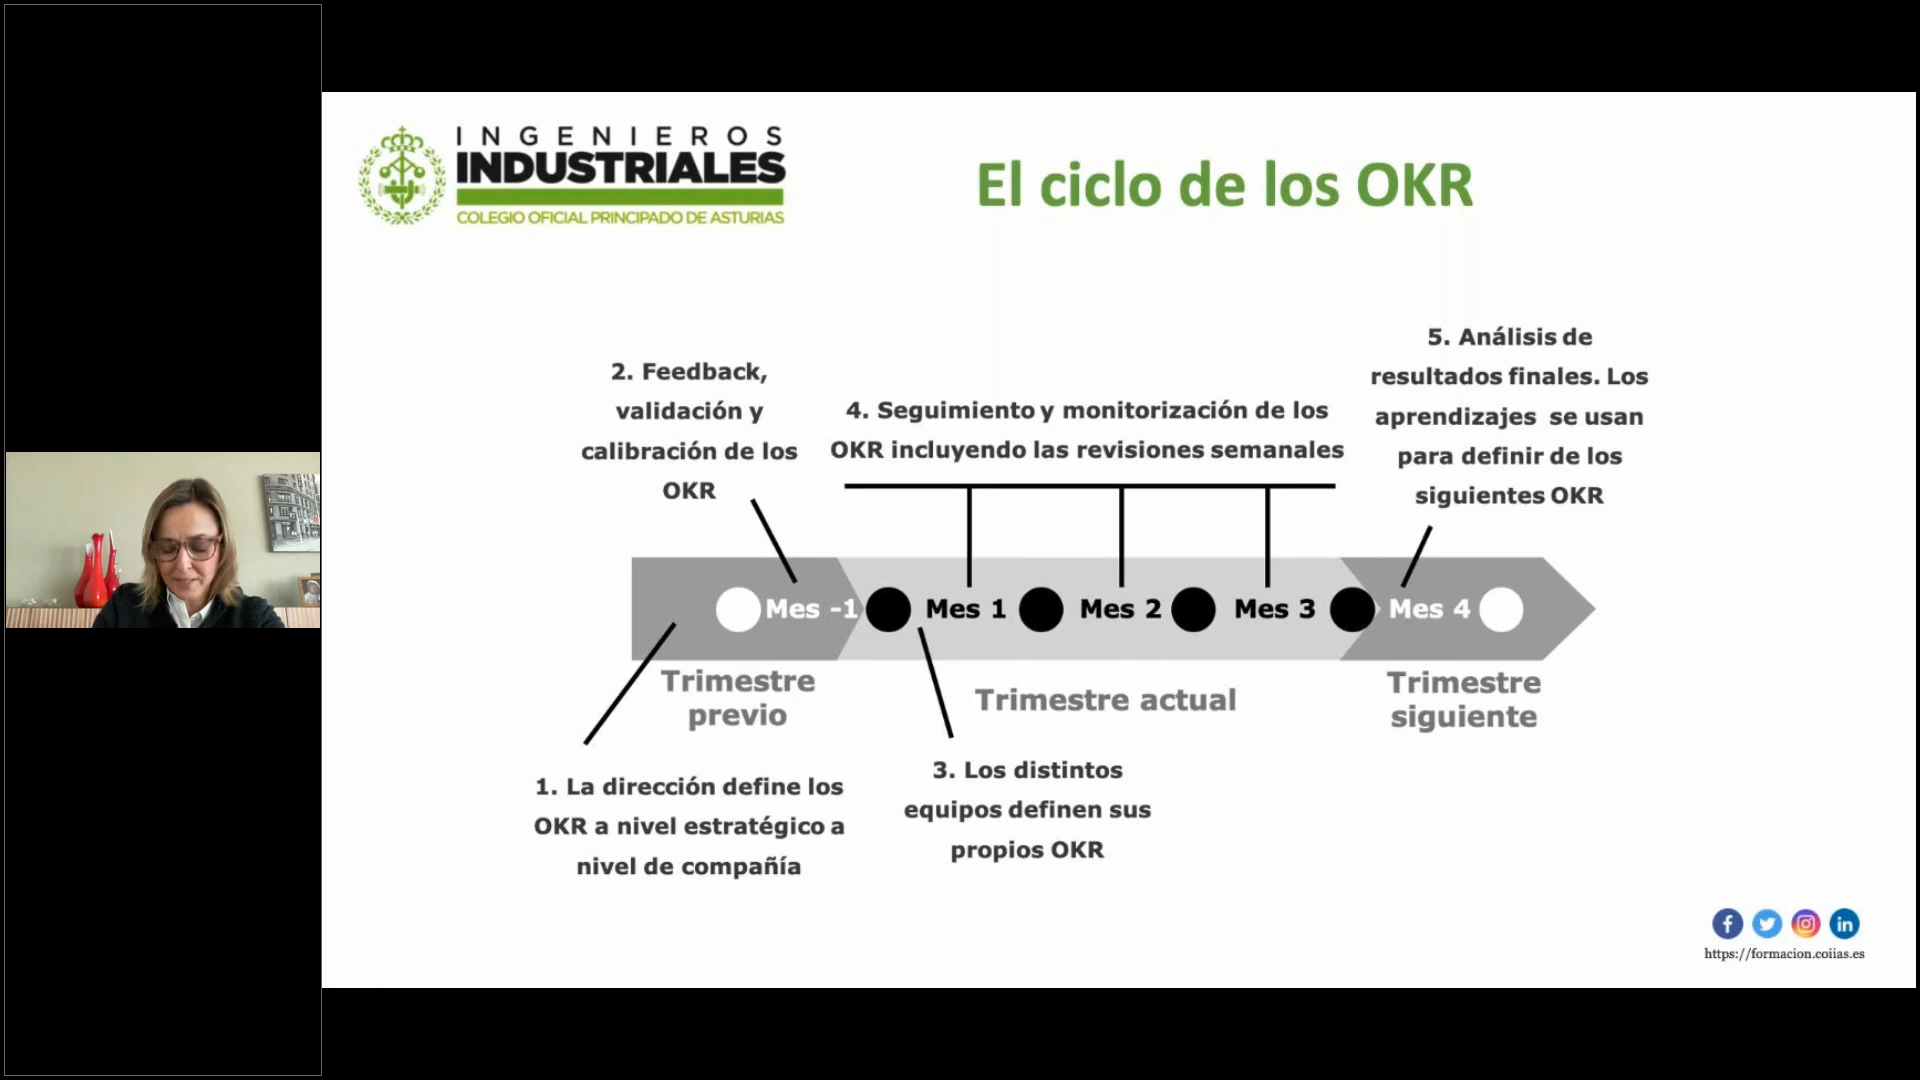 INGENIEROS
INDUSTRIALES
COLEGIO OFICIAL PRINCIPADO DE ASTURIAS
El ciclo de los OKR
2. Feedback,
validación y
calibración de los
OKR
4. Seguimiento y monitorización de los
OKR incluyendo las revisiones semanales
5. Análisis de
resultados finales. Los
aprendizajes se usan
para definir de los
siguientes OKR
Mes -1
Mes 1
Mes 2
Mes 3
Mes 4
Trimestre
previo
Trimestre actual
Trimestre
siguiente
1. La dirección define los
OKR a nivel estratégico a
nivel de compañía
3. Los distintos
equipos definen sus
propios OKR
https://formacion.coiias.es